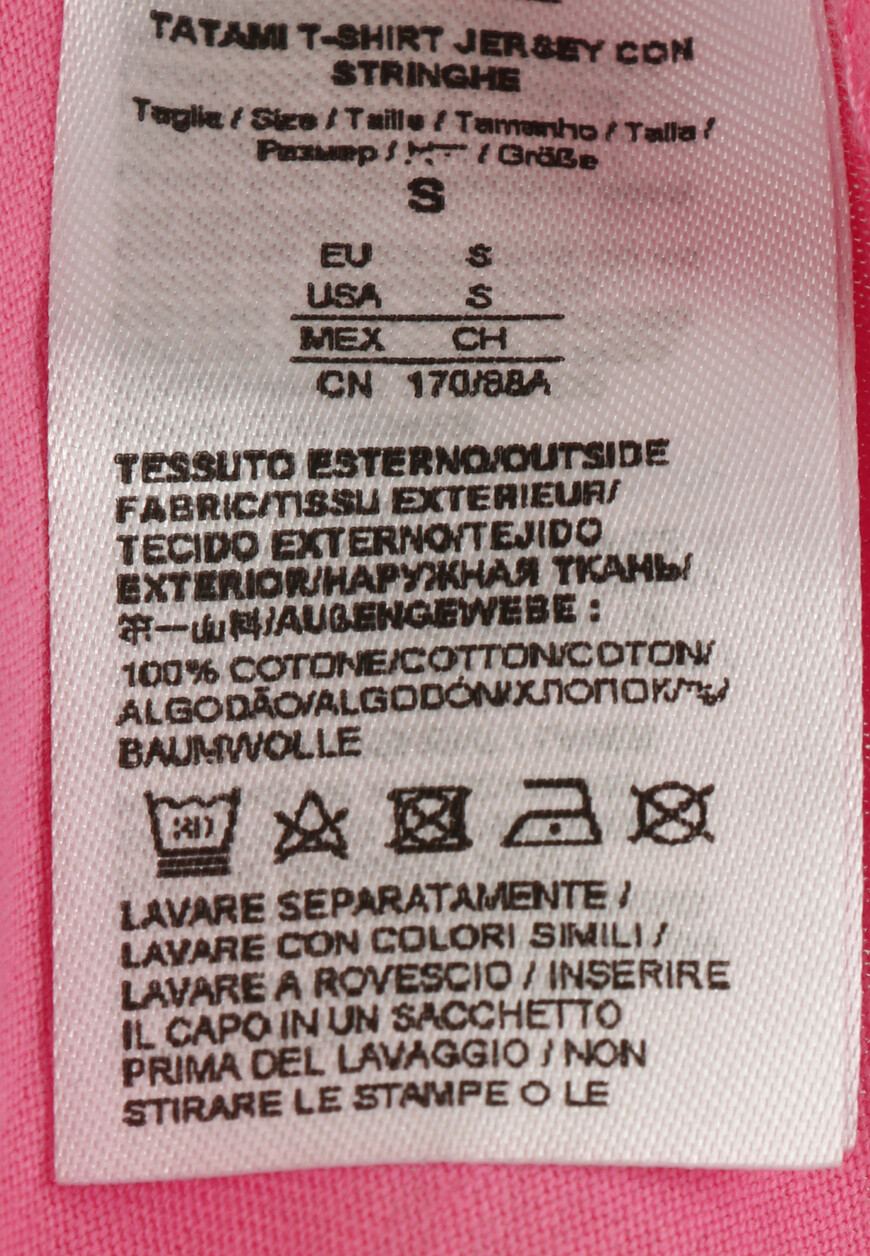 TATAMI T-SHIRT JERSEY CON
STRINGHE
Taglia / Size / Taille / Tamanho / Talla /
Размер / / Größe
S
EU S
USA S
MEX CH
CN 170/88A
TESSUTO ESTERNO/OUTSIDE
FABRIC/TISSU EXTERIEUR/
TECIDO EXTERNO/TEJIDO
EXTERIOR/НАРУЖНАЯ ТКАНЬ/
/AUßENGEWEBE :
100% COTONE/COTTON/COTON/
ALGODÃO/ALGODÓN/ХЛОПОК/
BAUMWOLLE
LAVARE SEPARATAMENTE /
LAVARE CON COLORI SIMILI /
LAVARE A ROVESCIO / INSERIRE
IL CAPO IN UN SACCHETTO
PRIMA DEL LAVAGGIO / NON
STIRARE LE STAMPE O LE